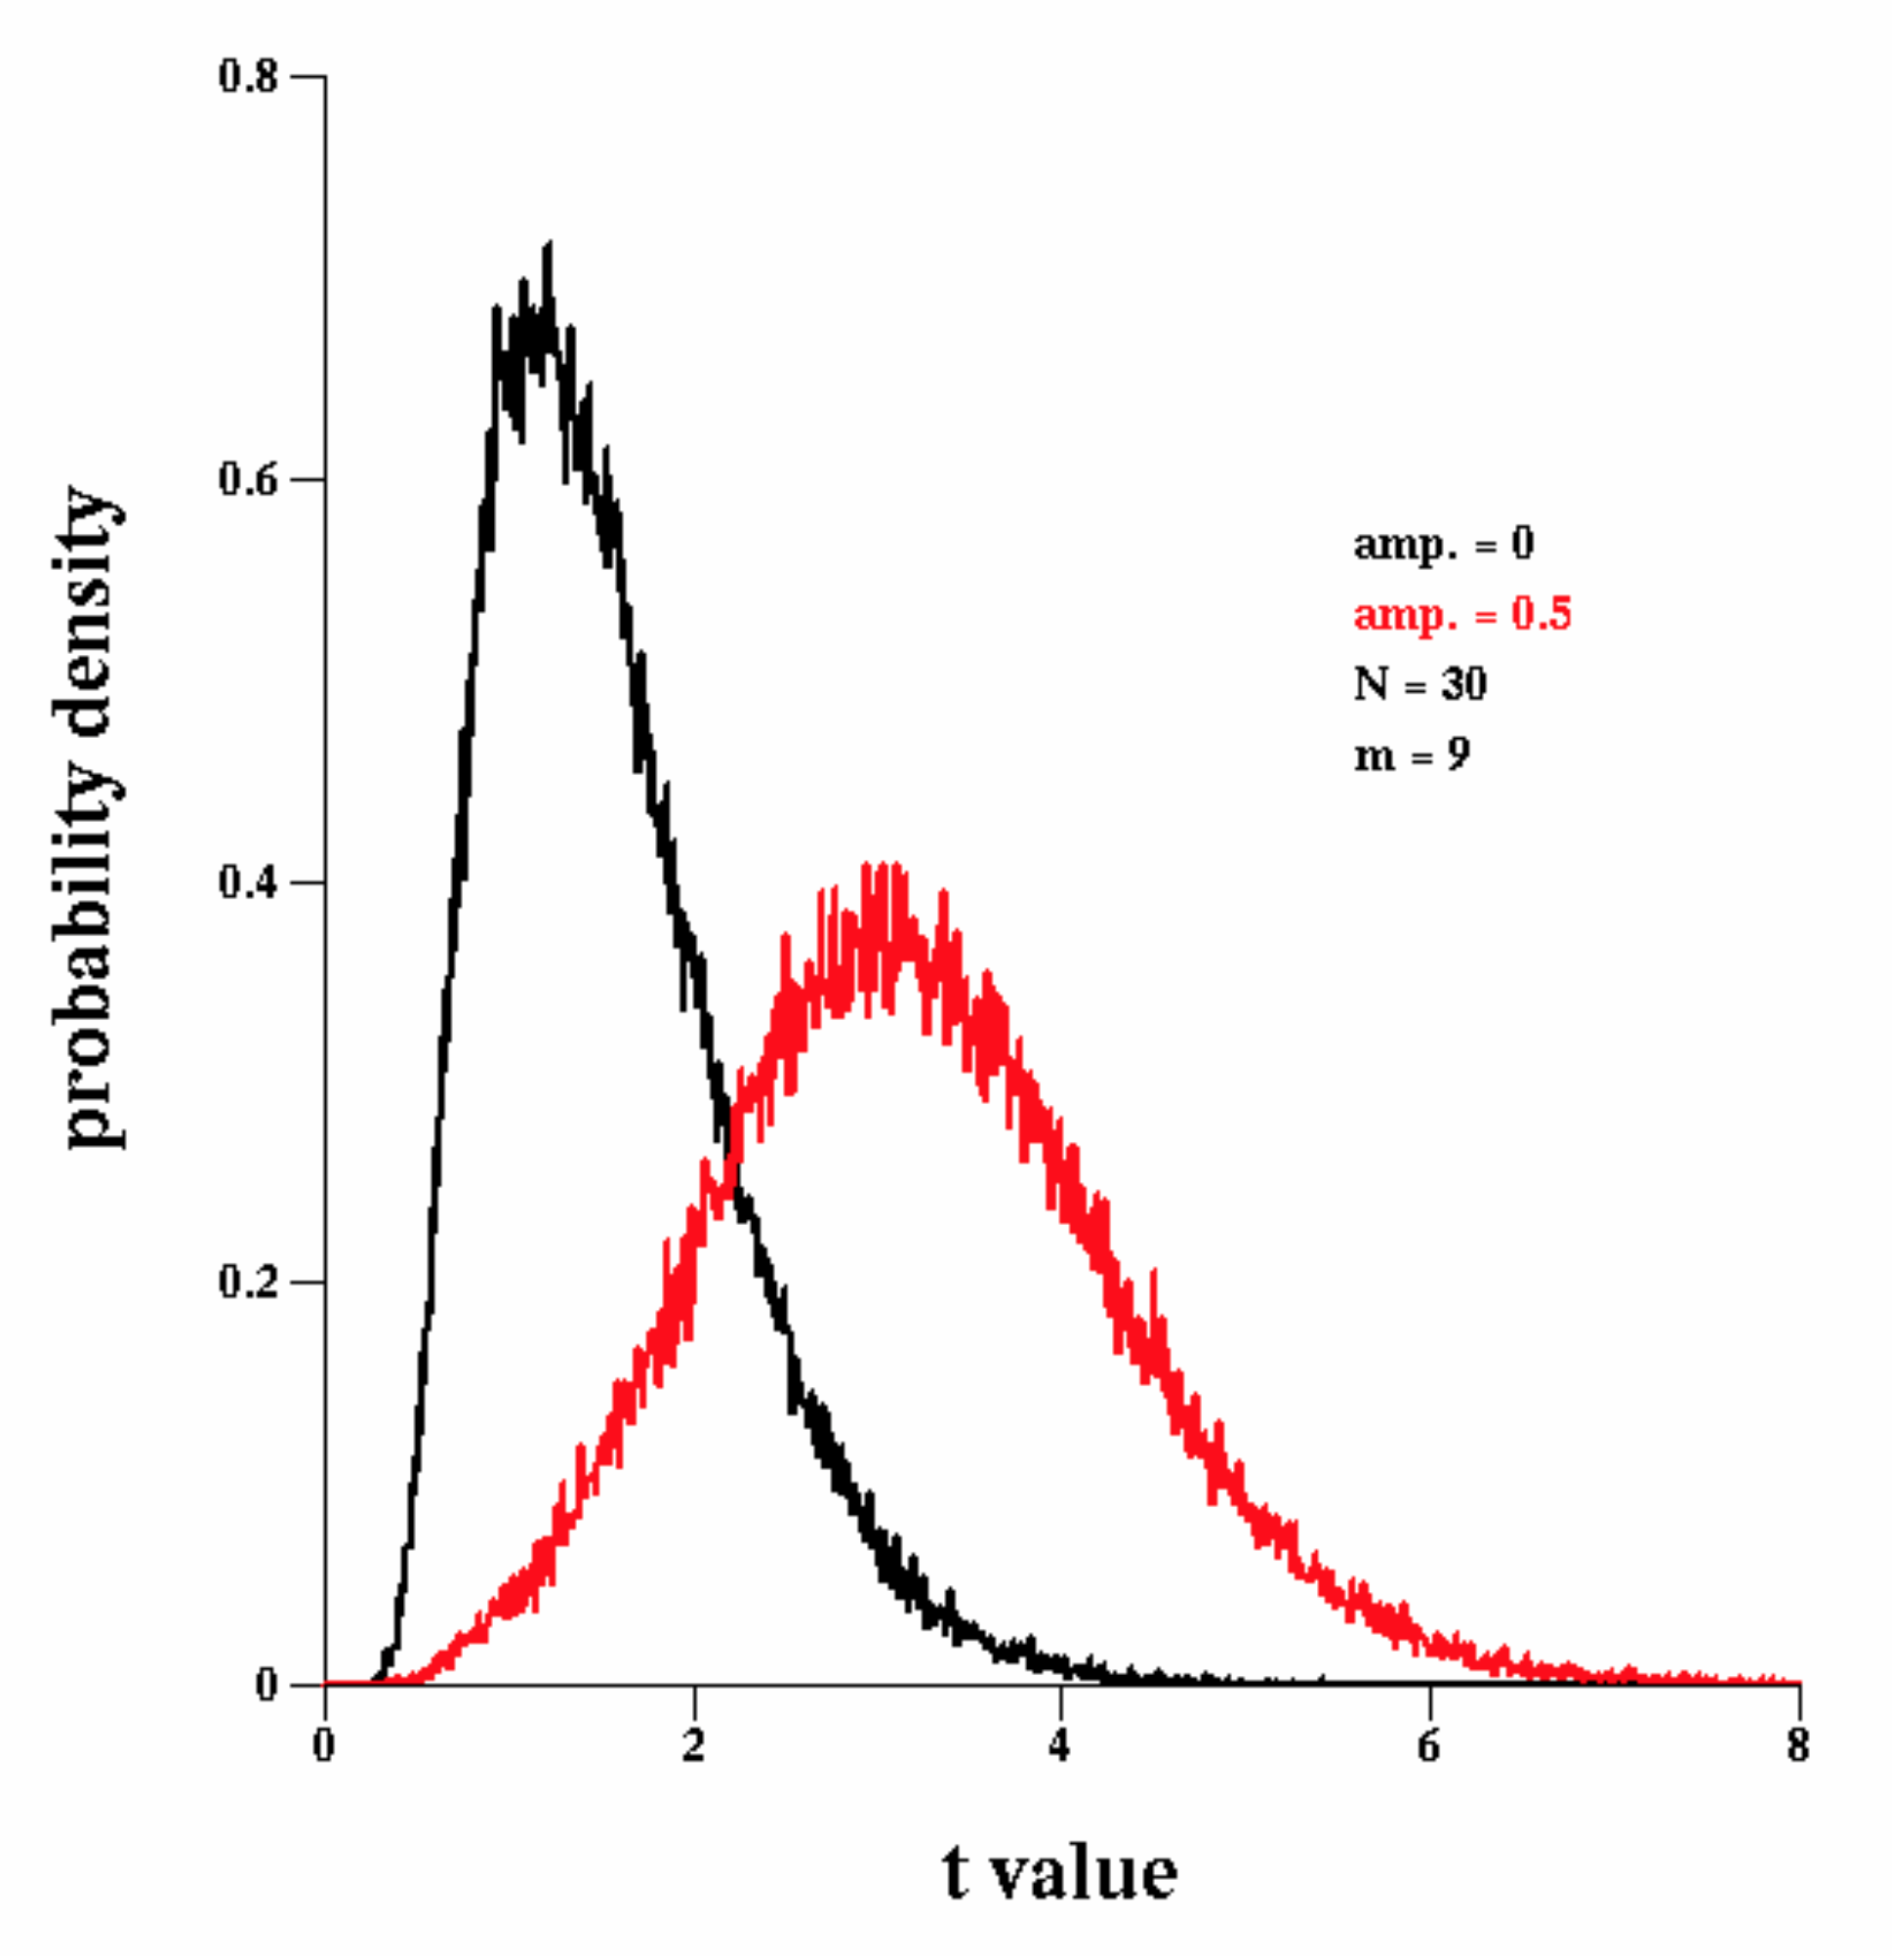 0.8
0.6
0.4
0.2
0
probability density
amp. = 0
amp. = 0.5
N = 30
m = 9
0 2 4 6 8
t value